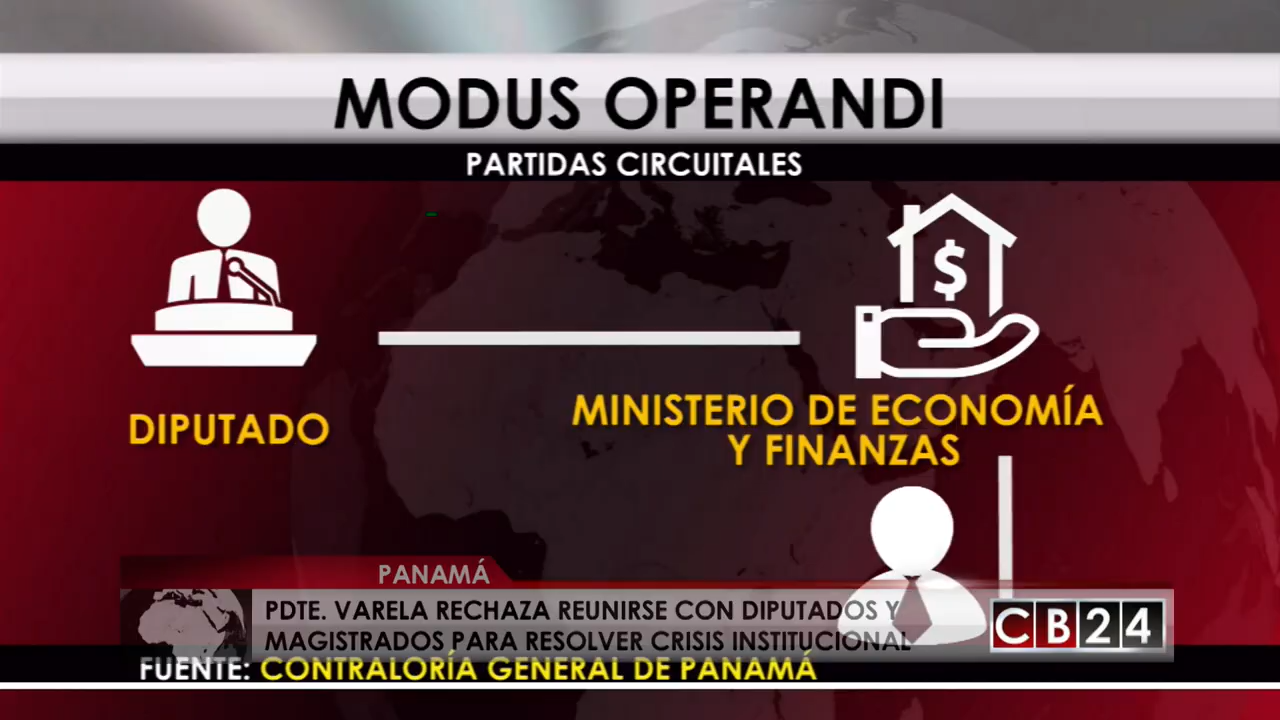 MODUS OPERANDI
PARTIDAS CIRCUITALES
$
DIPUTADO
MINISTERIO DE ECONOMÍA
Y FINANZAS
PANAMÁ
PDTE. VARELA RECHAZA REUNIRSE CON DIPUTADOS Y
MAGISTRADOS PARA RESOLVER CRISIS INSTITUCIONAL
CB24
FUENTE: CONTRALORÍA GENERAL DE PANAMÁ